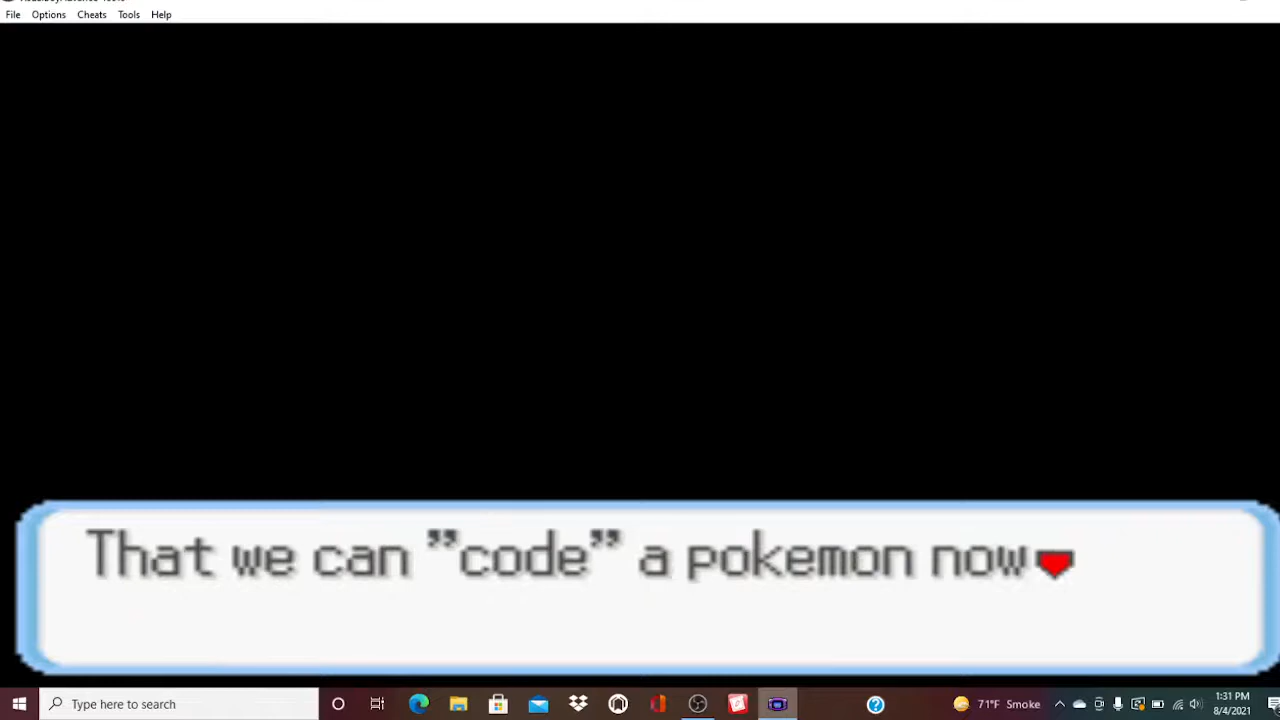 File Options Cheats Tools Help
That we can "code" a pokemon now
Type here to search
71°F Smoke
1:31 PM
8/4/2021